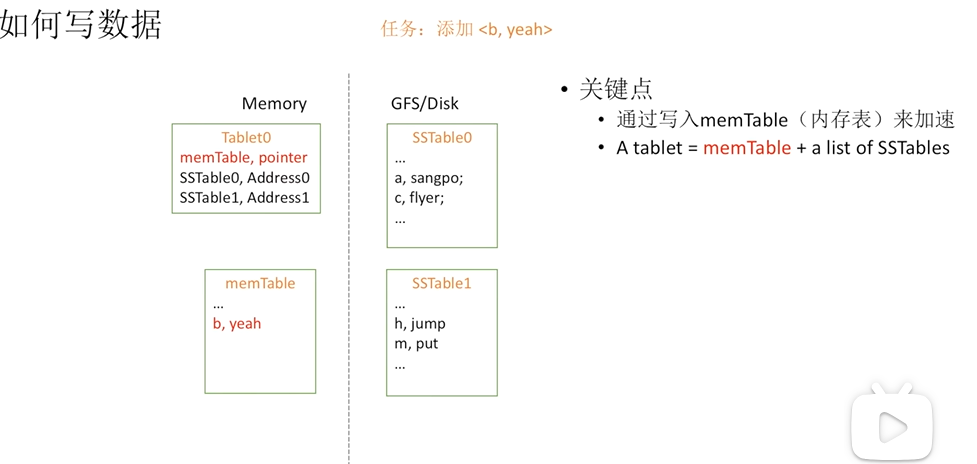 如何写数据
任务：添加 <b, yeah>
Memory
GFS/Disk
Tablet0
memTable, pointer
SSTable0, Address0
SSTable1, Address1
memTable
...
b, yeah
SSTable0
...
a, sangpo;
c, flyer;
...
SSTable1
...
h, jump
m, put
...
• 关键点
• 通过写入memTable（内存表）来加速
• A tablet = memTable + a list of SSTables